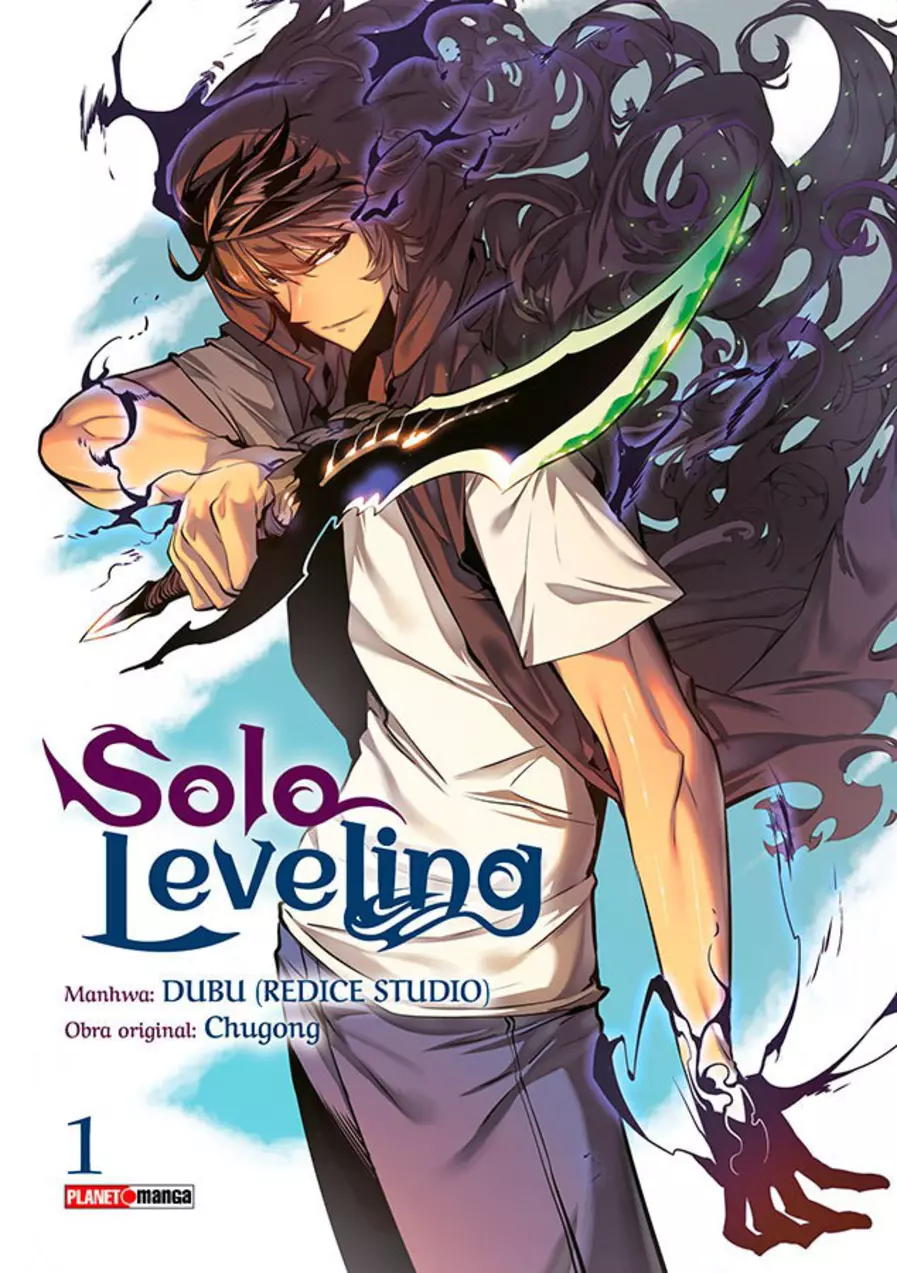 Solo
Leveling
Manhwa: DUBU (REDICE STUDIO)
Obra original: Chugong
1
PLANET manga